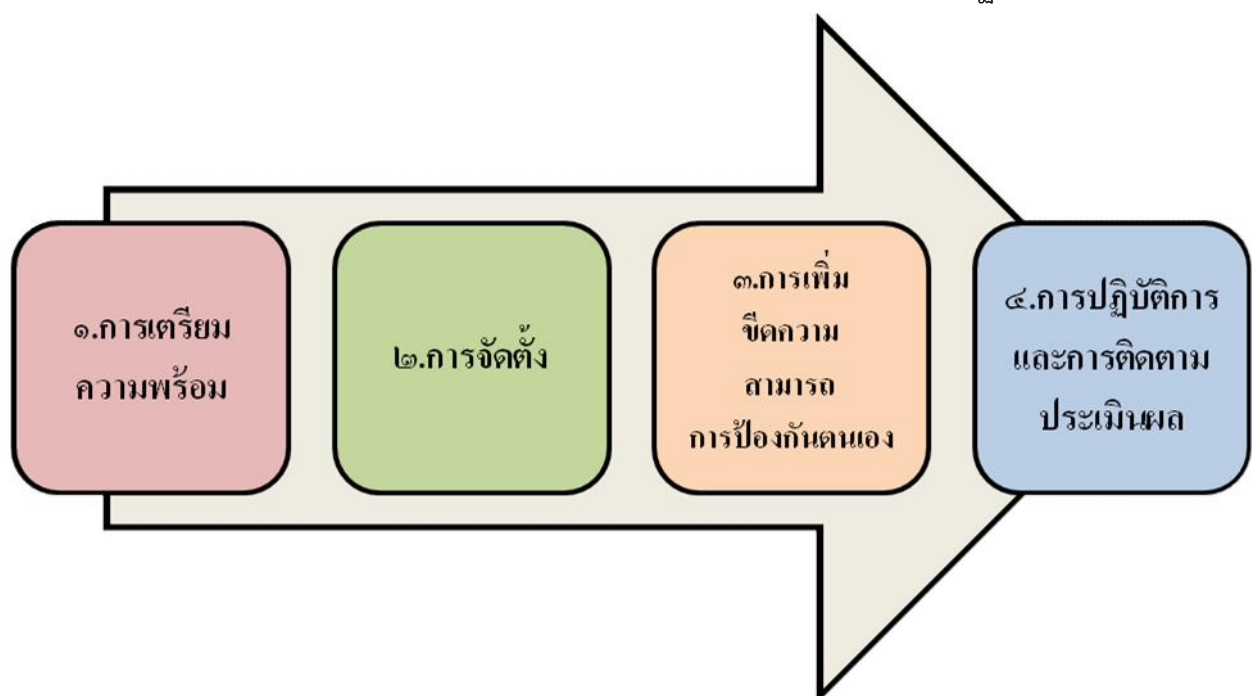 ๑.การเตรียม
ความพร้อม
๒.การจัดตั้ง
๓.การเพิ่ม
ขีดความ
สามารถ
การป้องกันตนเอง
๔.การปฏิบัติการ
และการติดตาม
ประเมินผล